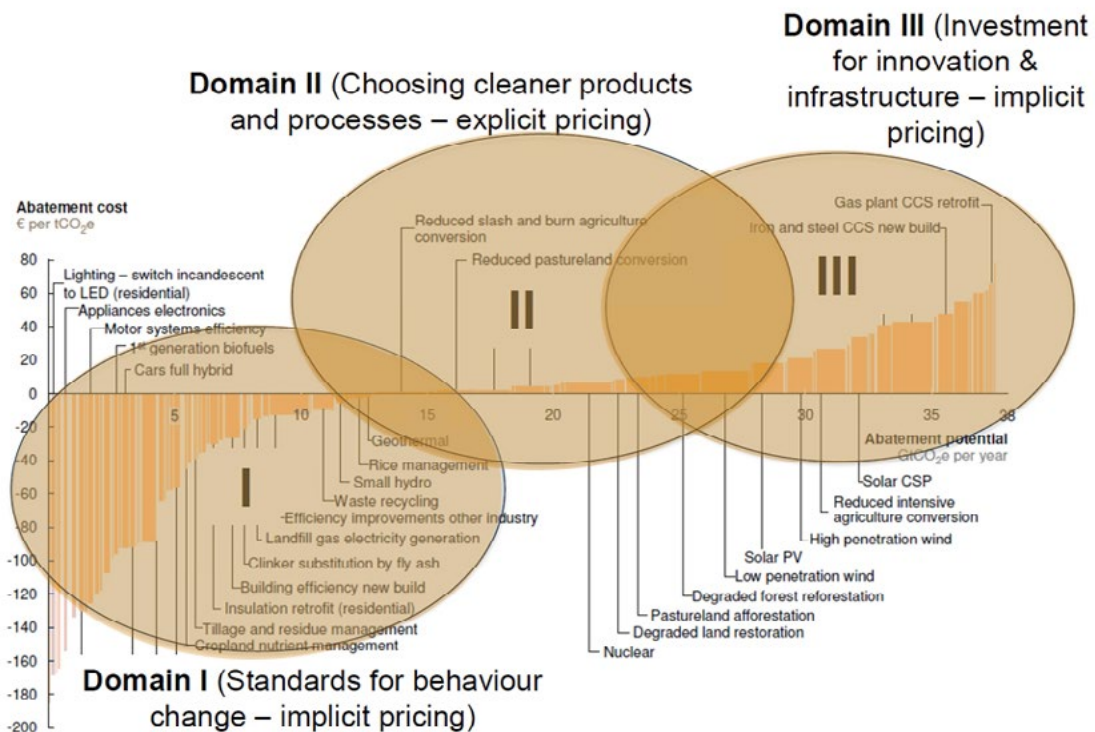 Domain III (Investment
for innovation &
infrastructure – implicit
pricing)
Domain II (Choosing cleaner products
and processes – explicit pricing)
Abatement cost
€ per tCO2e
Gas plant CCS retrofit
Reduced slash and burn agriculture
conversion
Iron and steel CCS new build
Reduced pastureland conversion
80
Lighting – switch incandescent
to LED (residential)
60
Appliances electronics
40
Motor systems efficiency
1st generation biofuels
20
Cars full hybrid
II
III
0
5
10
15
20
25
30
35
38
-20
Geothermal
Abatement potential
GtCO2e per year
-40
Rice management
Small hydro
Solar CSP
-60
I
Waste recycling
Reduced intensive
agriculture conversion
Efficiency improvements other industry
-80
Landfill gas electricity generation
High penetration wind
-100
Clinker substitution by fly ash
Solar PV
Building efficiency new build
Low penetration wind
-120
Insulation retrofit (residential)
Degraded forest reforestation
Pastureland afforestation
-140
Tillage and residue management
Degraded land restoration
Cropland nutrient management
Nuclear
-160
-180
-200
Domain I (Standards for behaviour
change – implicit pricing)